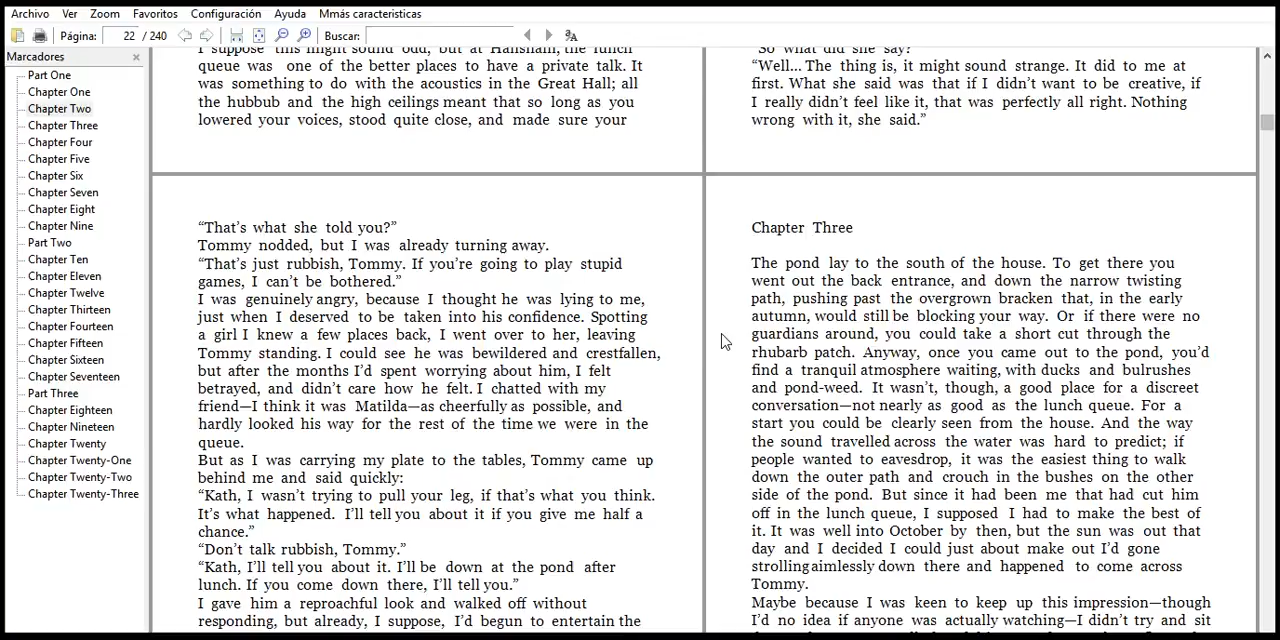 Archivo Ver Zoom Favoritos Configuración Ayuda Mmás caracteristicas
Página: 22 / 240 Buscar:
Marcadores
Part One
Chapter One
Chapter Two
Chapter Three
Chapter Four
Chapter Five
Chapter Six
Chapter Seven
Chapter Eight
Chapter Nine
Part Two
Chapter Ten
Chapter Eleven
Chapter Twelve
Chapter Thirteen
Chapter Fourteen
Chapter Fifteen
Chapter Sixteen
Chapter Seventeen
Part Three
Chapter Eighteen
Chapter Nineteen
Chapter Twenty
Chapter Twenty-One
Chapter Twenty-Two
Chapter Twenty-Three
I suppose this might sound odd, but at Hailsham, the lunch
queue was one of the better places to have a private talk. It
was something to do with the acoustics in the Great Hall; all
the hubbub and the high ceilings meant that so long as you
lowered your voices, stood quite close, and made sure your
“So what did she say?”
“Well... The thing is, it might sound strange. It did to me at
first. What she said was that if I didn’t want to be creative, if
I really didn’t feel like it, that was perfectly all right. Nothing
wrong with it, she said.”
“That’s what she told you?”
Tommy nodded, but I was already turning away.
“That’s just rubbish, Tommy. If you’re going to play stupid
games, I can’t be bothered.”
I was genuinely angry, because I thought he was lying to me,
just when I deserved to be taken into his confidence. Spotting
a girl I knew a few places back, I went over to her, leaving
Tommy standing. I could see he was bewildered and crestfallen,
but after the months I’d spent worrying about him, I felt
betrayed, and didn’t care how he felt. I chatted with my
friend—I think it was Matilda—as cheerfully as possible, and
hardly looked his way for the rest of the time we were in the
queue.
But as I was carrying my plate to the tables, Tommy came up
behind me and said quickly:
“Kath, I wasn’t trying to pull your leg, if that’s what you think.
It’s what happened. I’ll tell you about it if you give me half a
chance.”
“Don’t talk rubbish, Tommy.”
“Kath, I’ll tell you about it. I’ll be down at the pond after
lunch. If you come down there, I’ll tell you.”
I gave him a reproachful look and walked off without
responding, but already, I suppose, I’d begun to entertain the
Chapter Three
The pond lay to the south of the house. To get there you
went out the back entrance, and down the narrow twisting
path, pushing past the overgrown bracken that, in the early
autumn, would still be blocking your way. Or if there were no
guardians around, you could take a short cut through the
rhubarb patch. Anyway, once you came out to the pond, you’d
find a tranquil atmosphere waiting, with ducks and bulrushes
and pond-weed. It wasn’t, though, a good place for a discreet
conversation—not nearly as good as the lunch queue. For a
start you could be clearly seen from the house. And the way
the sound travelled across the water was hard to predict; if
people wanted to eavesdrop, it was the easiest thing to walk
down the outer path and crouch in the bushes on the other
side of the pond. But since it had been me that had cut him
off in the lunch queue, I supposed I had to make the best of
it. It was well into October by then, but the sun was out that
day and I decided I could just about make out I’d gone
strolling aimlessly down there and happened to come across
Tommy.
Maybe because I was keen to keep up this impression—though
I’d no idea if anyone was actually watching—I didn’t try and sit